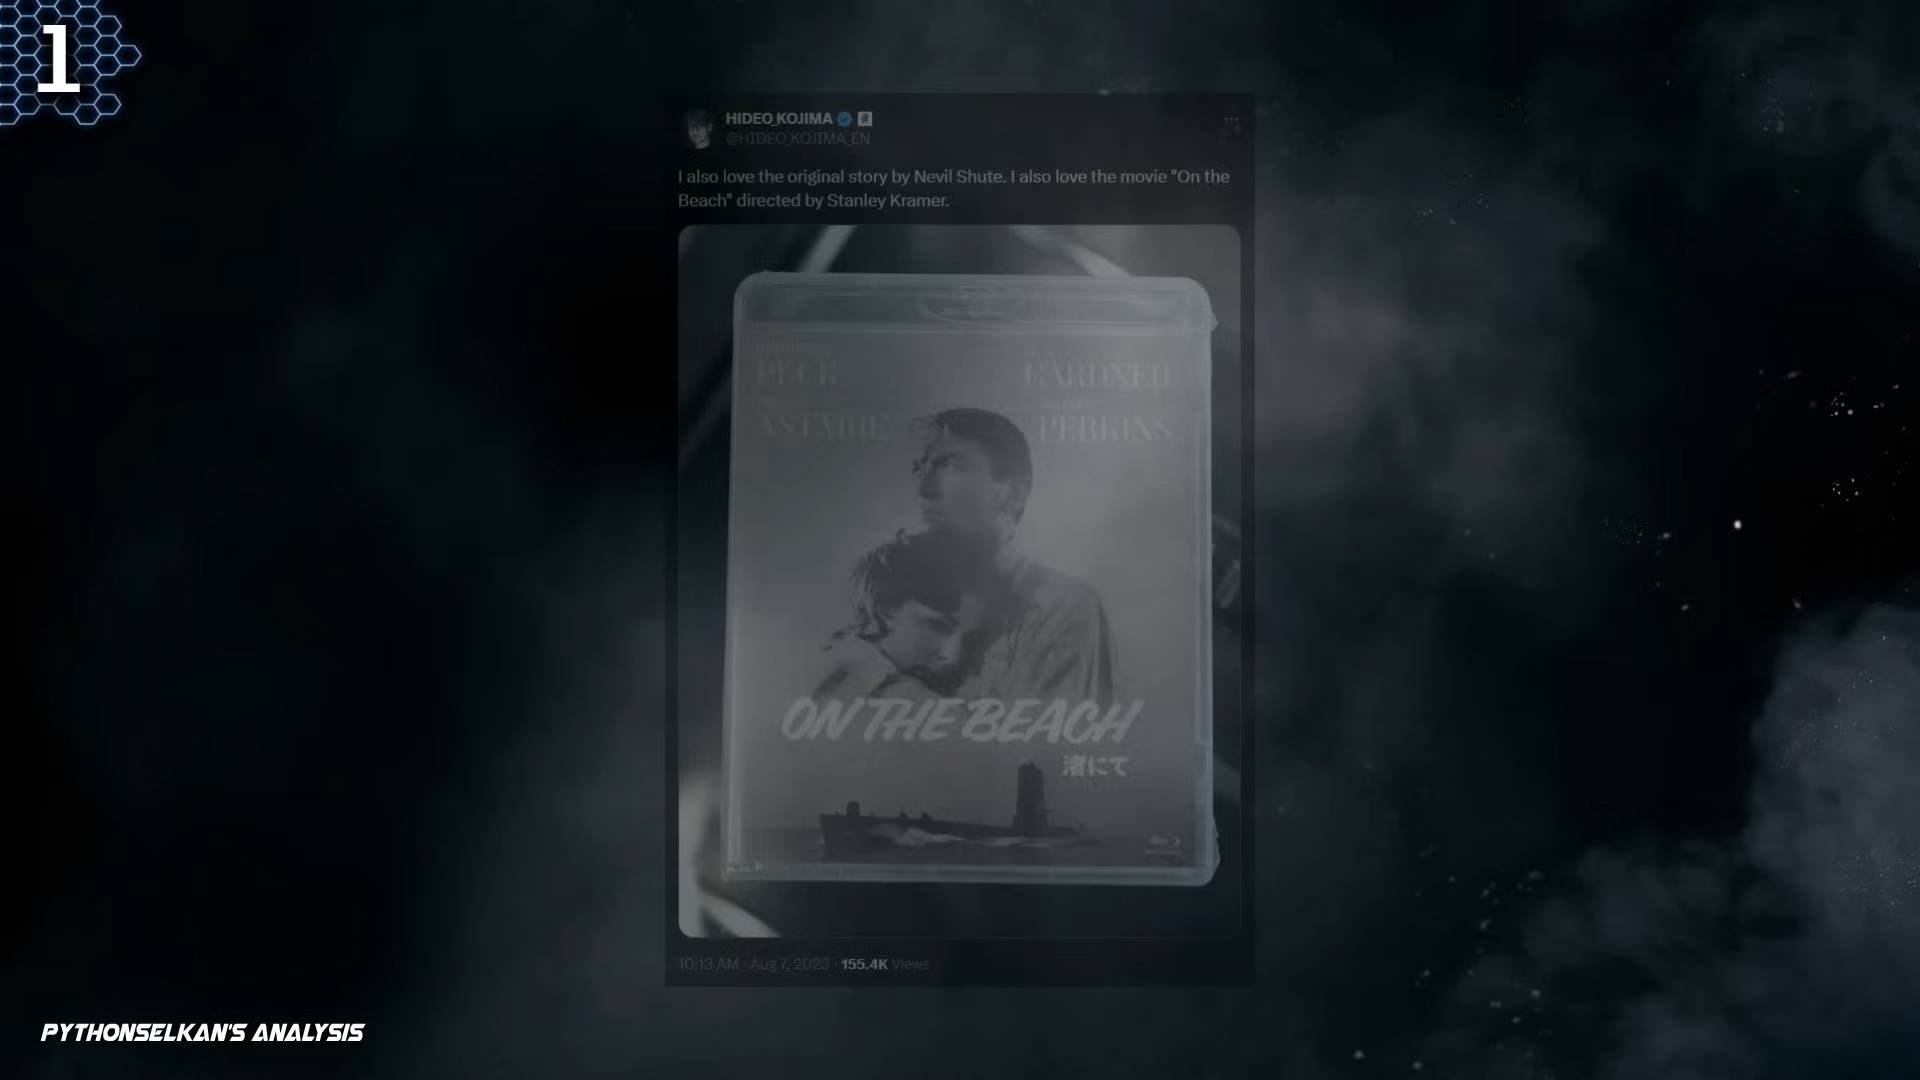 1
HIDEO_KOJIMA
@HIDEO_KOJIMA_EN
I also love the original story by Nevil Shute. I also love the movie "On the
Beach" directed by Stanley Kramer.
PECK GARDNER
ASTAIRE PERKINS
ON THE BEACH
渚にて
10:13 AM · Aug 7, 2023 · 155.4K Views
PYTHONSELKAN'S ANALYSIS